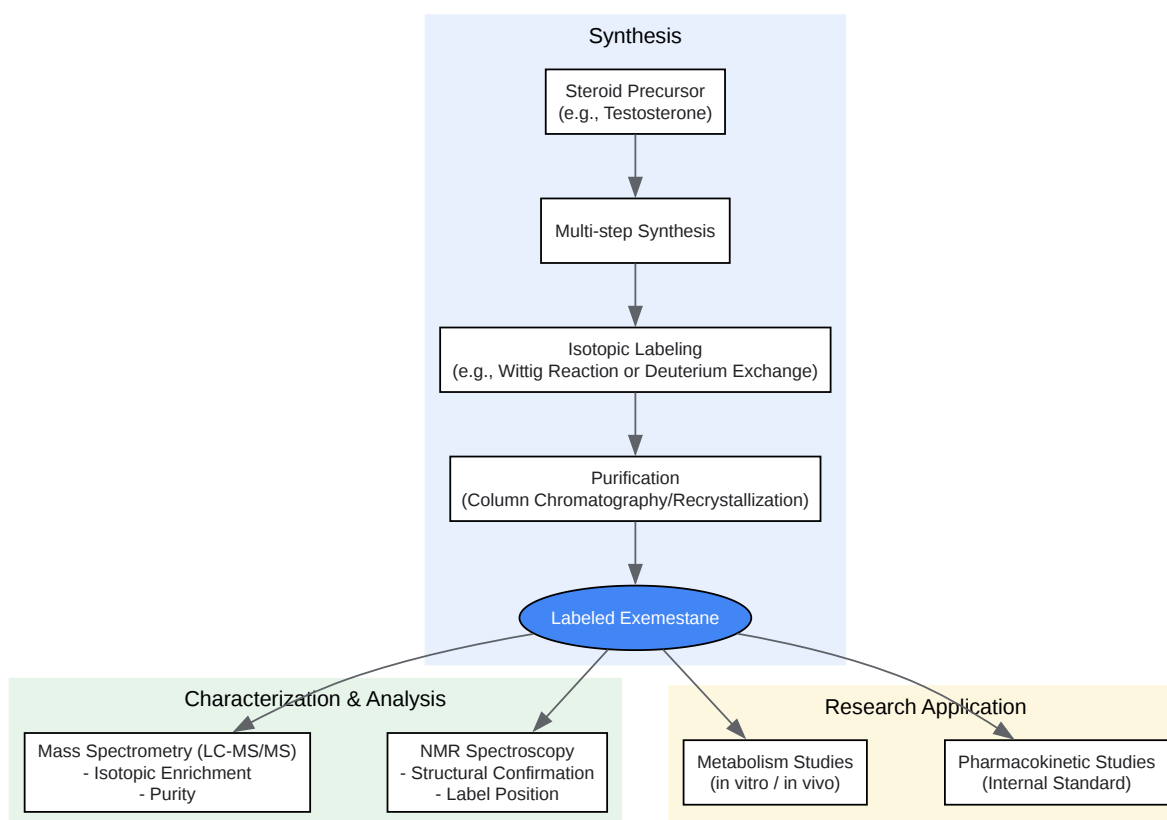 Synthesis
Steroid Precursor
(e.g., Testosterone)
Multi-step Synthesis
Isotopic Labeling
(e.g., Wittig Reaction or Deuterium Exchange)
Purification
(Column Chromatography/Recrystallization)
Labeled Exemestane
Characterization & Analysis
Mass Spectrometry (LC-MS/MS)
- Isotopic Enrichment
- Purity
NMR Spectroscopy
- Structural Confirmation
- Label Position
Research Application
Metabolism Studies
(in vitro / in vivo)
Pharmacokinetic Studies
(Internal Standard)